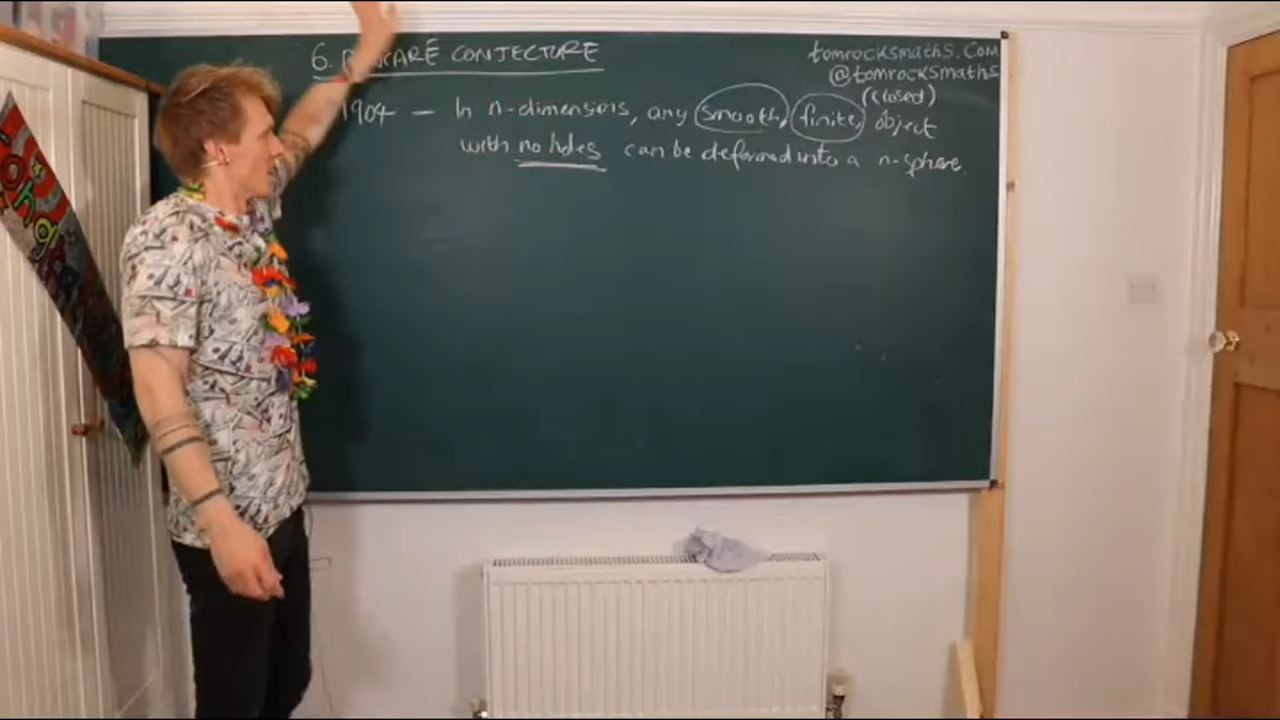 6. POINCARÉ CONJECTURE
tomrocksmaths.com
@tomrocksmaths
(closed)
1904 — In n-dimensions, any smooth, finite, object
with no holes can be deformed into a n-sphere.